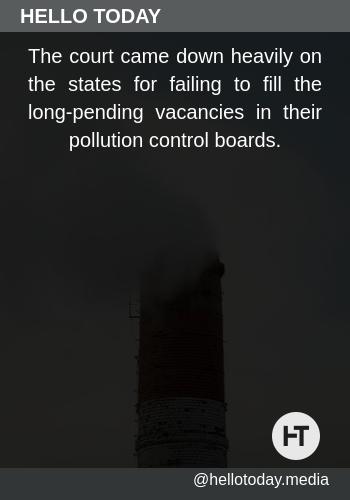 HELLO TODAY
The court came down heavily on
the states for failing to fill the
long-pending vacancies in their
pollution control boards.
HT
@hellotoday.media